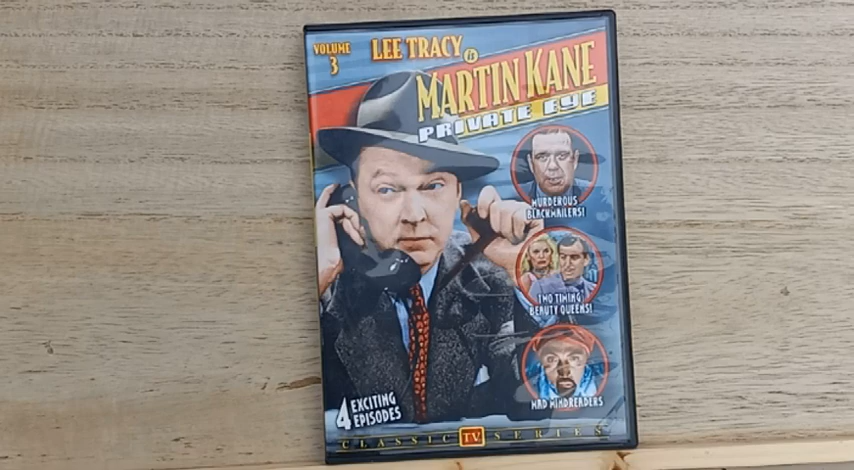 VOLUME
3
LEE TRACY
in
MARTIN KANE
PRIVATE EYE
MURDEROUS
BLACKMAILERS!
TWO TIMING
BEAUTY QUEENS!
MAD MINDREADERS
4 EXCITING
EPISODES
CLASSIC TV SERIES